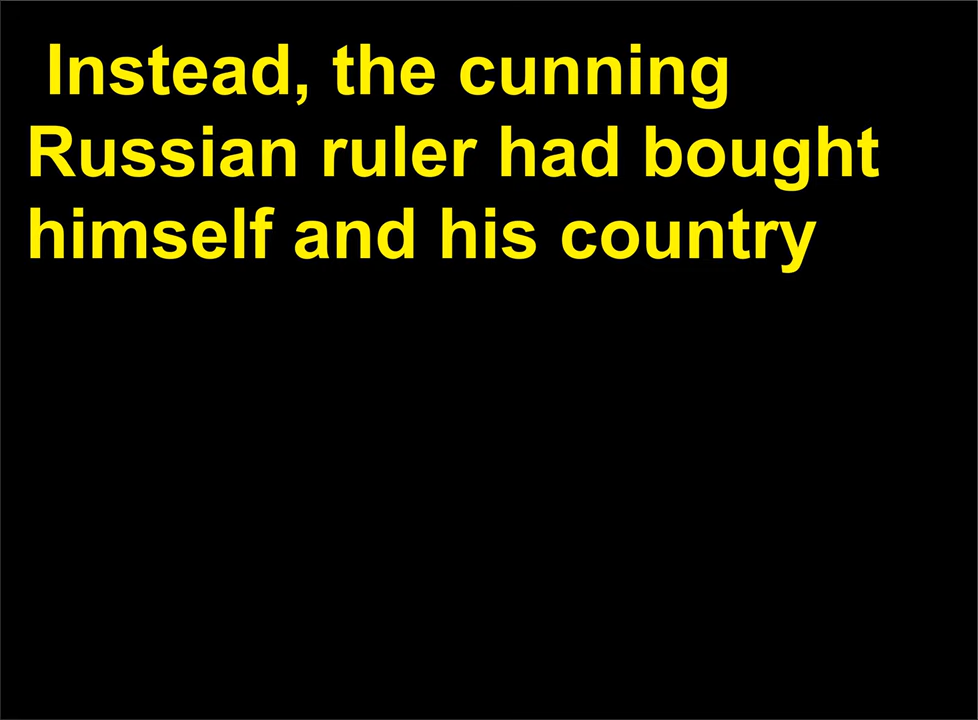 Instead, the cunning
Russian ruler had bought
himself and his country